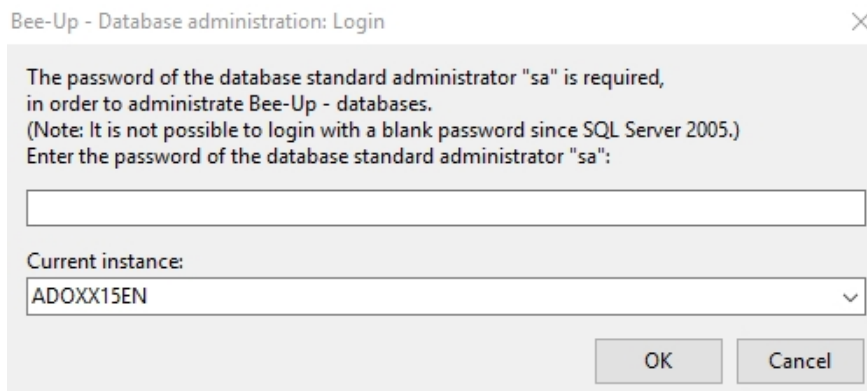 Bee-Up - Database administration: Login
The password of the database standard administrator "sa" is required,
in order to administrate Bee-Up - databases.
(Note: It is not possible to login with a blank password since SQL Server 2005.)
Enter the password of the database standard administrator "sa":
Current instance:
ADOXX15EN
OK Cancel